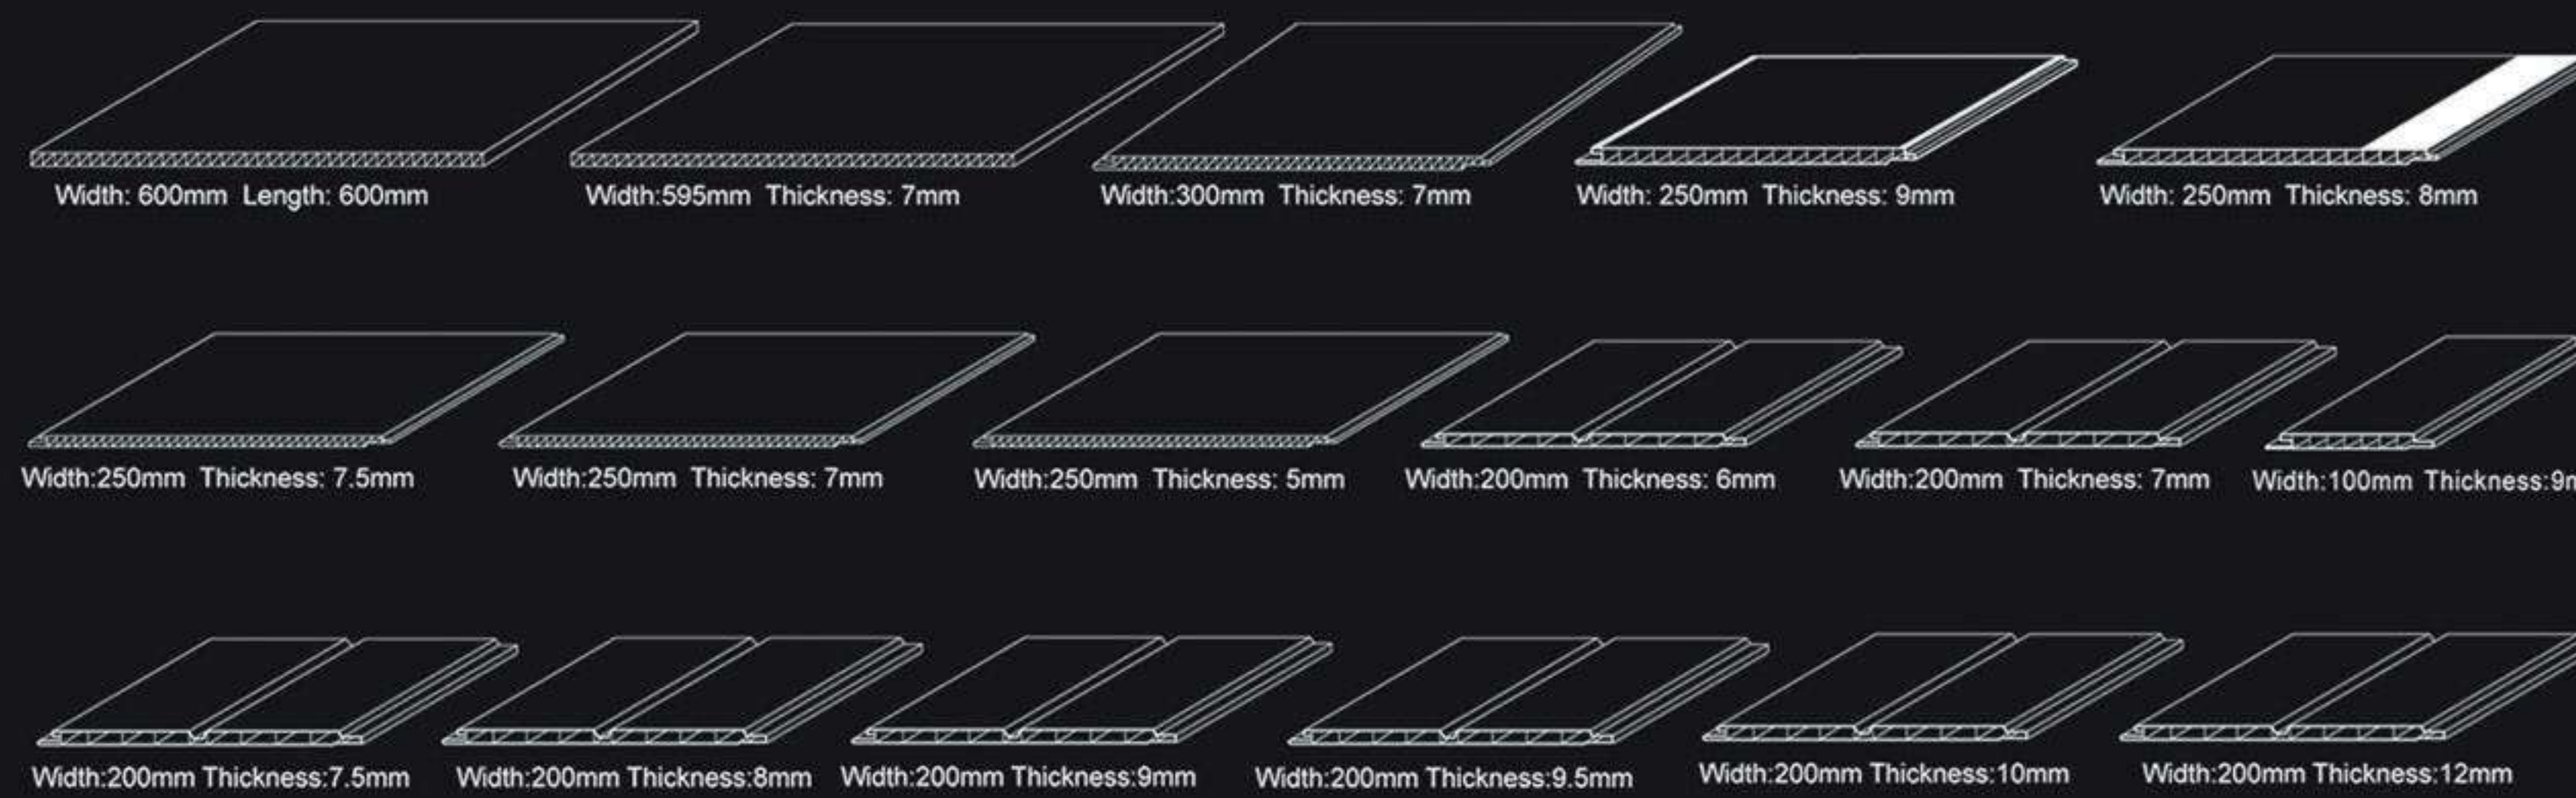 Width: 600mm Length: 600mm
Width:595mm Thickness: 7mm
Width:300mm Thickness: 7mm
Width: 250mm Thickness: 9mm
Width: 250mm Thickness: 8mm
Width:250mm Thickness: 7.5mm
Width:250mm Thickness: 7mm
Width:250mm Thickness: 5mm
Width:200mm Thickness: 6mm
Width:200mm Thickness: 7mm
Width:100mm Thickness:9m
Width:200mm Thickness:7.5mm
Width:200mm Thickness:8mm
Width:200mm Thickness:9mm
Width:200mm Thickness:9.5mm
Width:200mm Thickness:10mm
Width:200mm Thickness:12mm